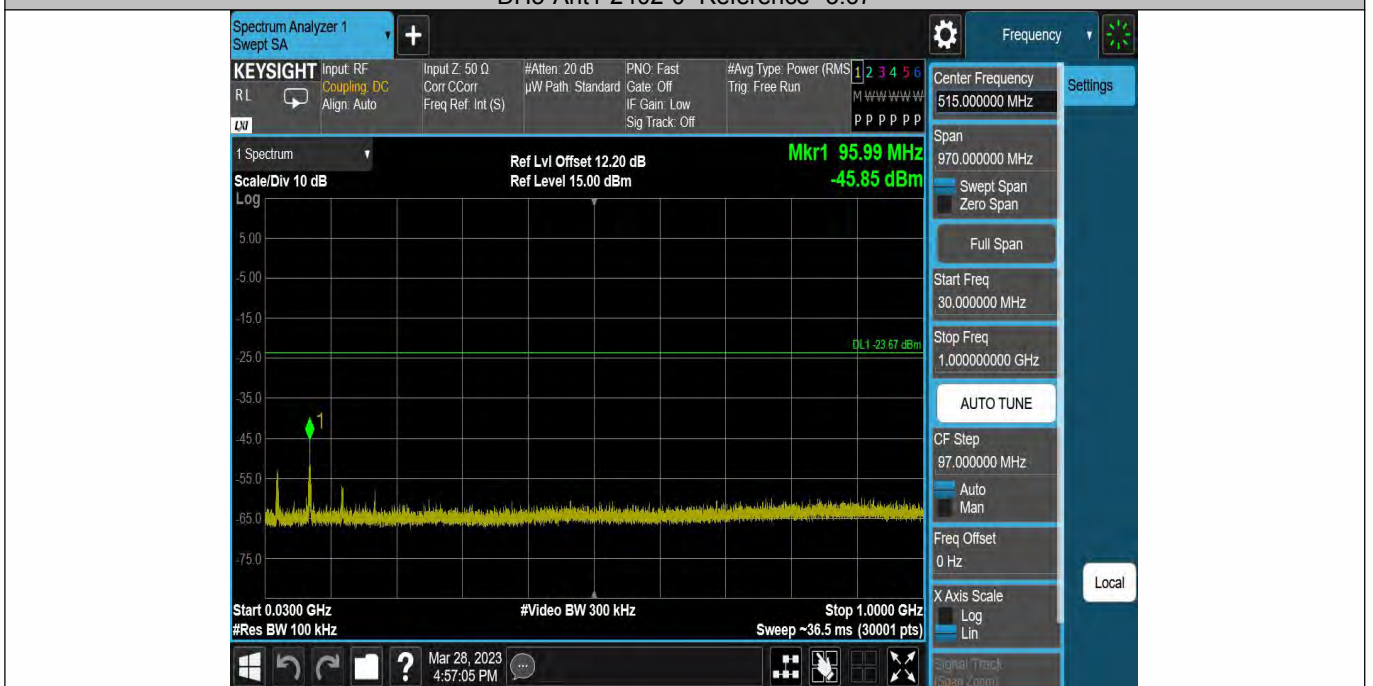 Spectrum Analyzer 1
Swept SA
Frequency
KEYSIGHT
RL
LXI
Input: RF
Coupling: DC
Align: Auto
Input Z: 50 Ω
Corr CCorr
Freq Ref: Int (S)
#Atten: 20 dB
µW Path: Standard
PNO: Fast
Gate: Off
IF Gain: Low
Sig Track: Off
#Avg Type: Power (RMS
Trig: Free Run
1 2 3 4 5 6
M W W W W W
P P P P P P
1 Spectrum
Scale/Div 10 dB
Log
Ref Lvl Offset 12.20 dB
Ref Level 15.00 dBm
Mkr1 95.99 MHz
-45.85 dBm
5.00
-5.00
-15.0
DL1 -23.67 dBm
-25.0
-35.0
1
-45.0
-55.0
-65.0
-75.0
Start 0.0300 GHz
#Video BW 300 kHz
Stop 1.0000 GHz
#Res BW 100 kHz
Sweep ~36.5 ms (30001 pts)
Center Frequency
515.000000 MHz
Settings
Span
970.000000 MHz
Swept Span
Zero Span
Full Span
Start Freq
30.000000 MHz
Stop Freq
1.000000000 GHz
AUTO TUNE
CF Step
97.000000 MHz
Auto
Man
Freq Offset
0 Hz
Local
X Axis Scale
Log
Lin
Signal Track
(Span Zoom)
?
Mar 28, 2023
4:57:05 PM